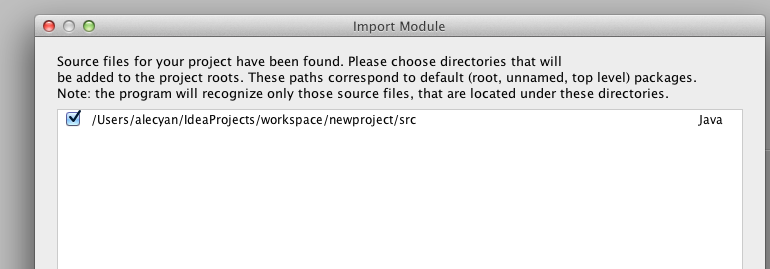 Import Module
Source files for your project have been found. Please choose directories that will
be added to the project roots. These paths correspond to default (root, unnamed, top level) packages.
Note: the program will recognize only those source files, that are located under these directories.
/Users/alecyan/IdeaProjects/workspace/newproject/src Java